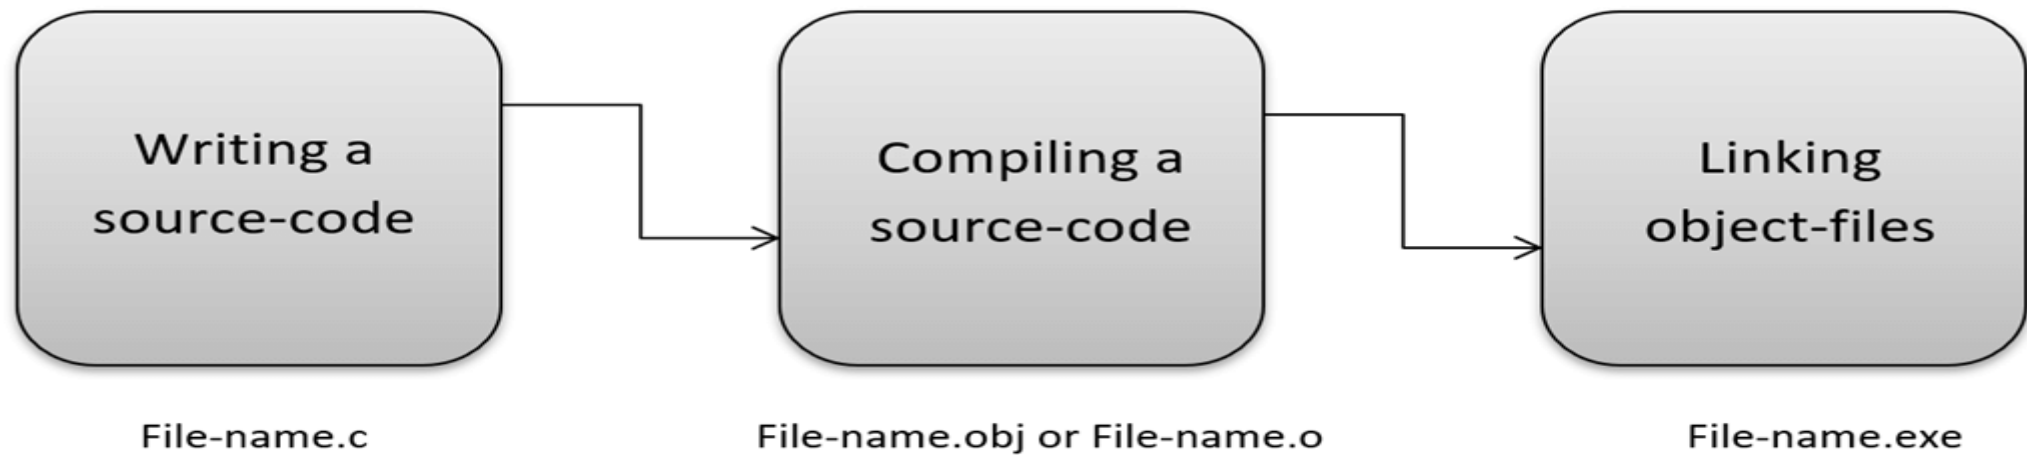 Writing a
source-code
Compiling a
source-code
Linking
object-files
File-name.c
File-name.obj or File-name.o
File-name.exe